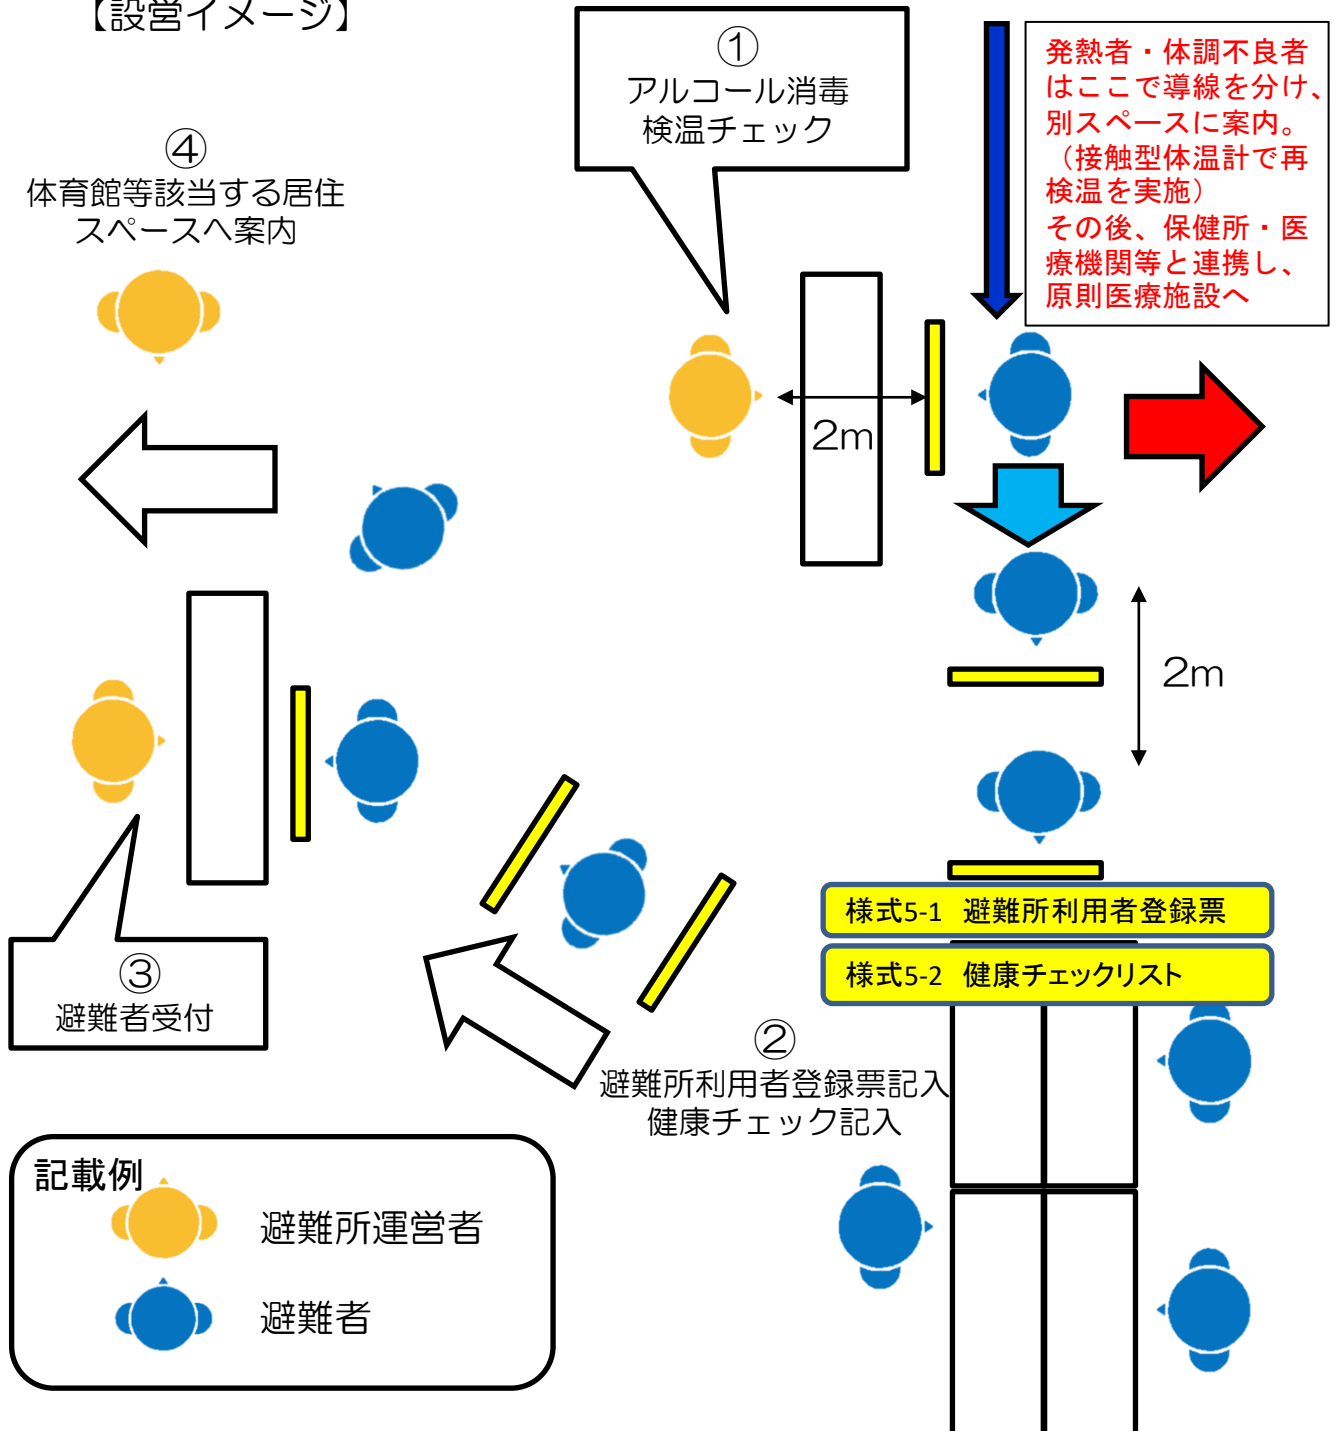 【設営イメージ】
①
アルコール消毒
検温チェック
発熱者・体調不良者
はここで導線を分け、
別スペースに案内。
（接触型体温計で再
検温を実施）
その後、保健所・医
療機関等と連携し、
原則医療施設へ
④
体育館等該当する居住
スペースへ案内
2m
2m
様式5-1 避難所利用者登録票
様式5-2 健康チェックリスト
③
避難者受付
②
避難所利用者登録票記入
健康チェック記入
記載例
避難所運営者
避難者